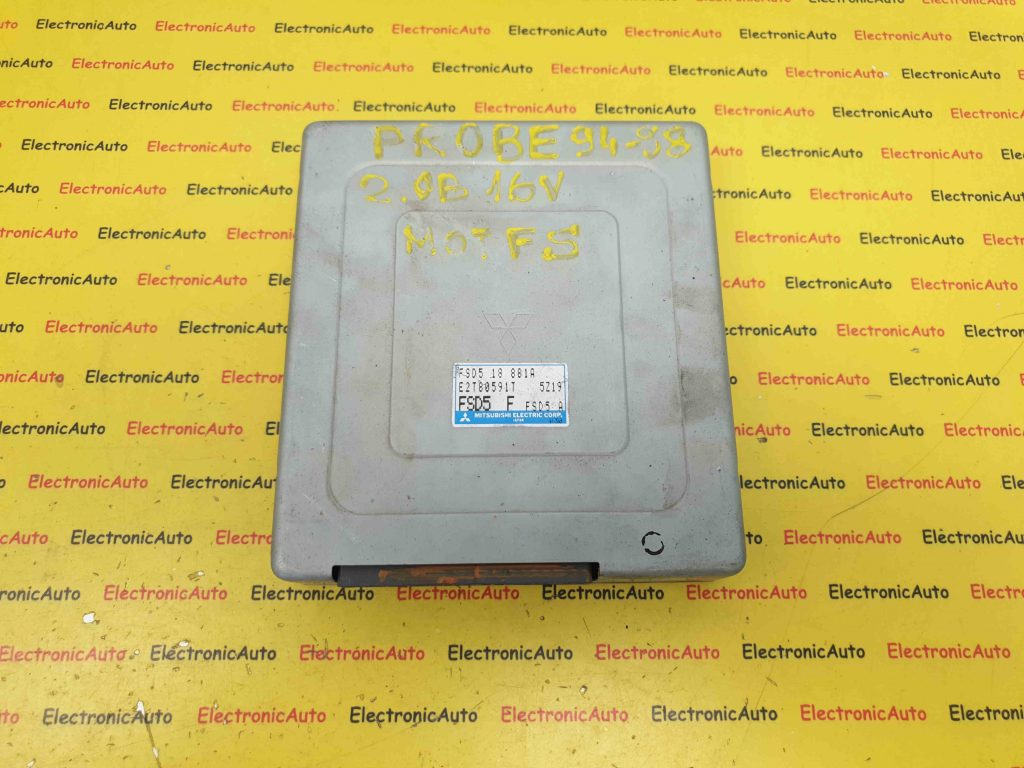 PROBE 94-98
2.0B 16V
MOT FS
FSD5 18 881A
E2T80591T 5Z19
FSD5 F FSD5 A
MITSUBISHI ELECTRIC CORP.
JAPAN
ElectronicAuto